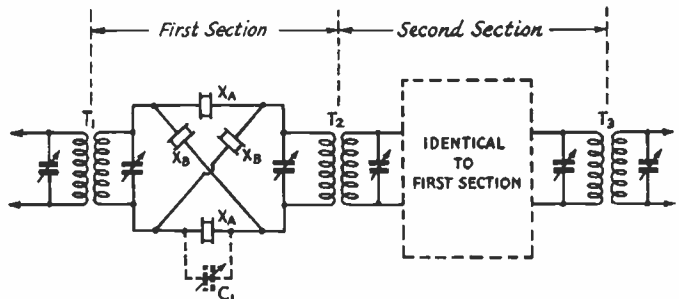 First Section
Second Section
T1
XA
T2
T3
XB
XB
IDENTICAL
TO
FIRST SECTION
XA
C1